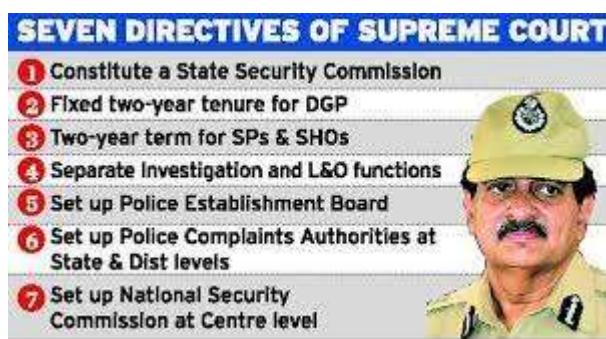 SEVEN DIRECTIVES OF SUPREME COURT
1 Constitute a State Security Commission
2 Fixed two-year tenure for DGP
3 Two-year term for SPs & SHOs
4 Separate Investigation and L&O functions
5 Set up Police Establishment Board
6 Set up Police Complaints Authorities at
State & Dist levels
7 Set up National Security
Commission at Centre level